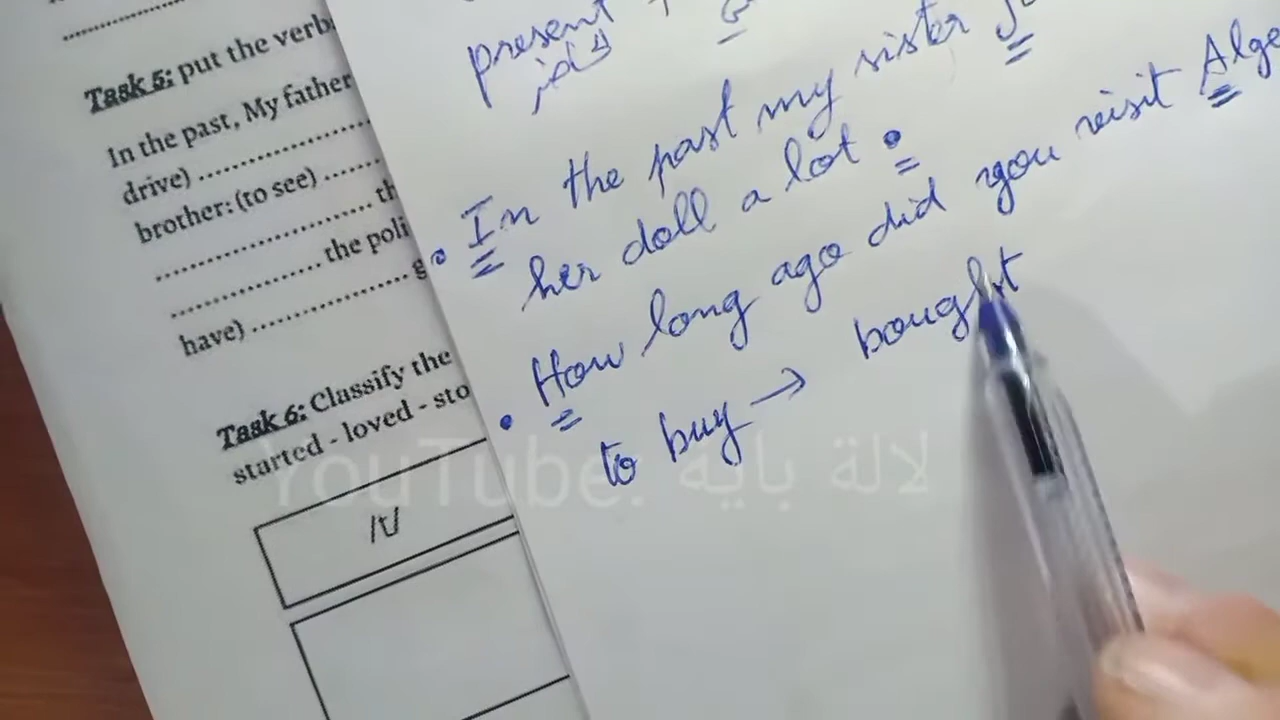 Task 5: put the verb
In the past, My father
drive) ........................
brother: (to see) ..........
........................... th
................... the poli
have) ....................... g
Task 6: Classify the
started - loved - sto
/t/
present
In the past my sister
her doll a lot .
How long ago did you visit Alge
to buy → bought
YouTube: لالة باية